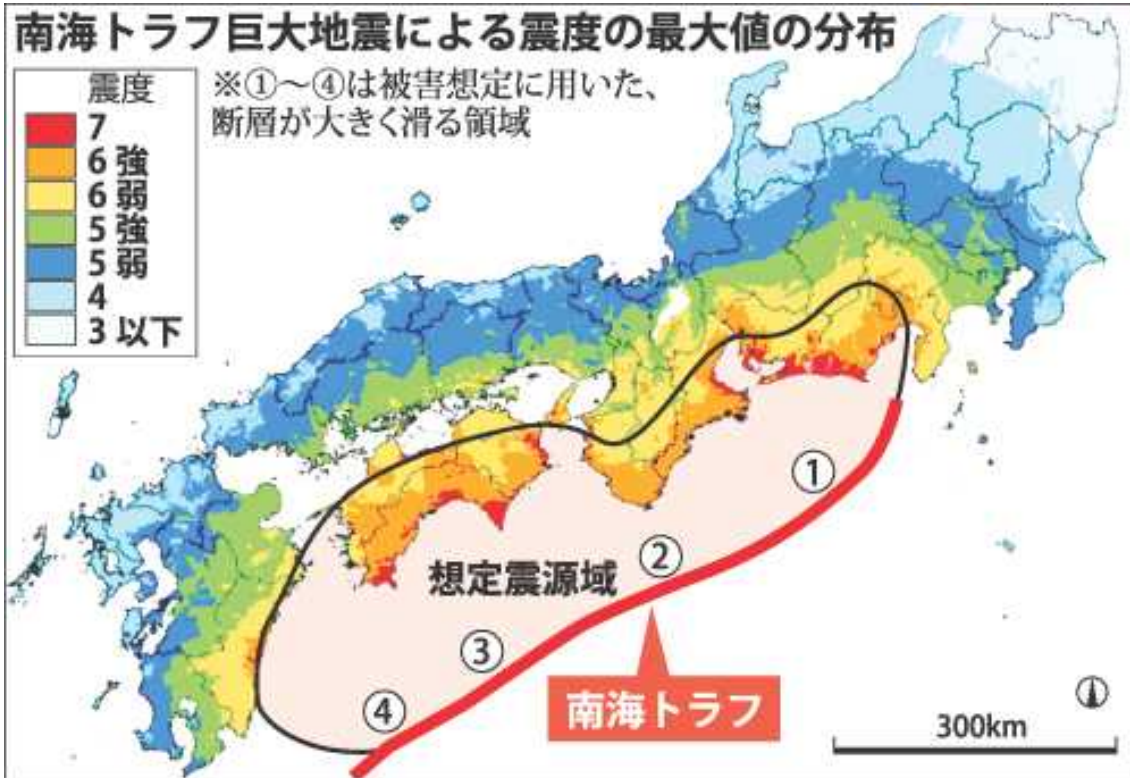 南海トラフ巨大地震による震度の最大値の分布
※①〜④は被害想定に用いた、
断層が大きく滑る領域
震度
7
6強
6弱
5強
5弱
4
3以下
①
②
想定震源域
③
④
南海トラフ
300km